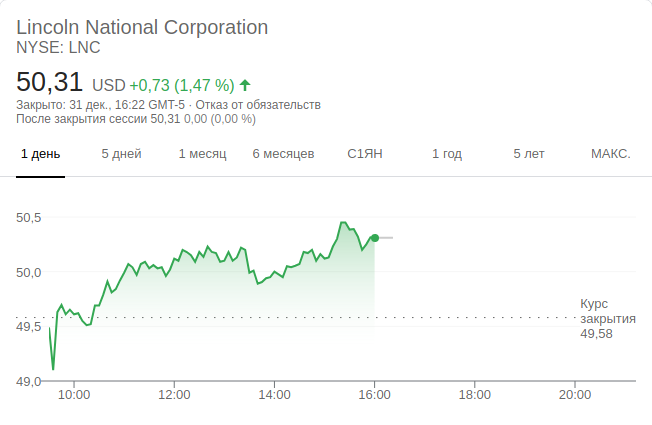 Lincoln National Corporation
NYSE: LNC
50,31 USD +0,73 (1,47 %)
Закрыто: 31 дек., 16:22 GMT-5 · Отказ от обязательств
После закрытия сессии 50,31 0,00 (0,00 %)
1 день 5 дней 1 месяц 6 месяцев С1ЯН 1 год 5 лет МАКС.
50,5
50,0
Курс
закрытия
49,58
49,5
49,0
10:00 12:00 14:00 16:00 18:00 20:00